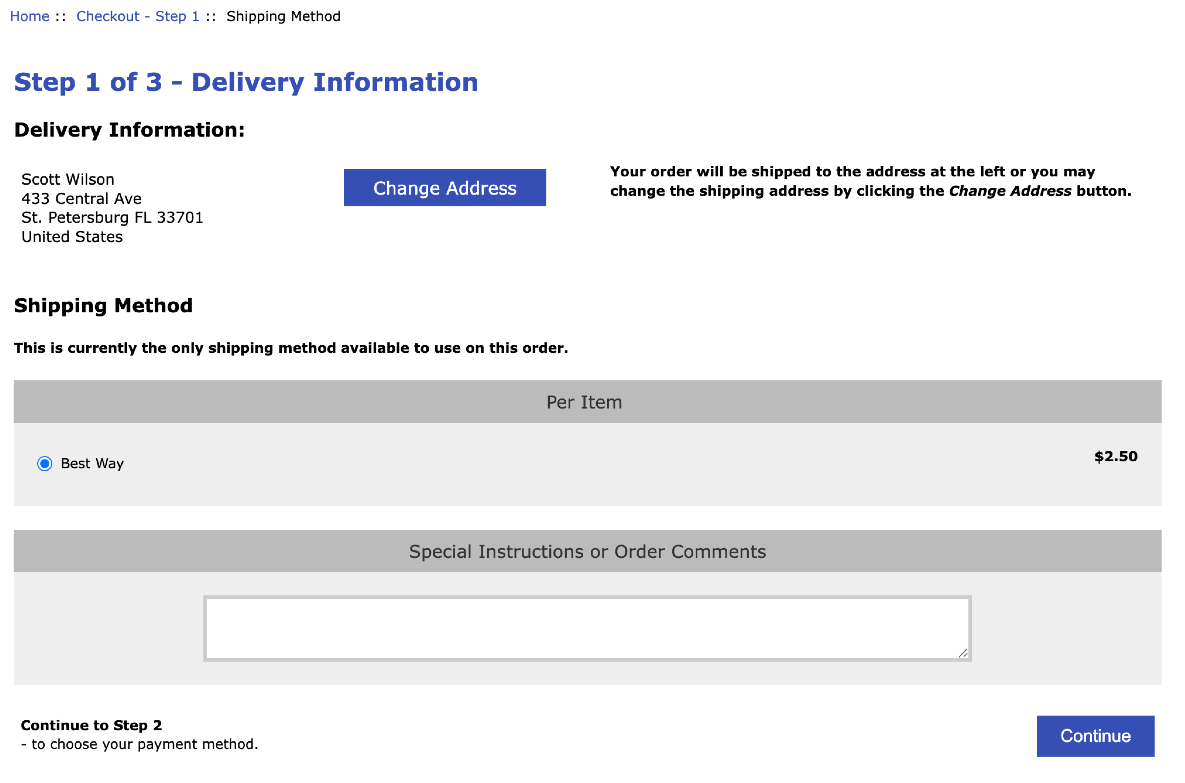 Home :: Checkout - Step 1 :: Shipping Method
Step 1 of 3 – Delivery Information
Delivery Information:
Scott Wilson
433 Central Ave
St. Petersburg FL 33701
United States
Change Address
Your order will be shipped to the address at the left or you may
change the shipping address by clicking the Change Address button.
Shipping Method
This is currently the only shipping method available to use on this order.
Per Item
Best Way
$2.50
Special Instructions or Order Comments
Continue to Step 2
- to choose your payment method.
Continue